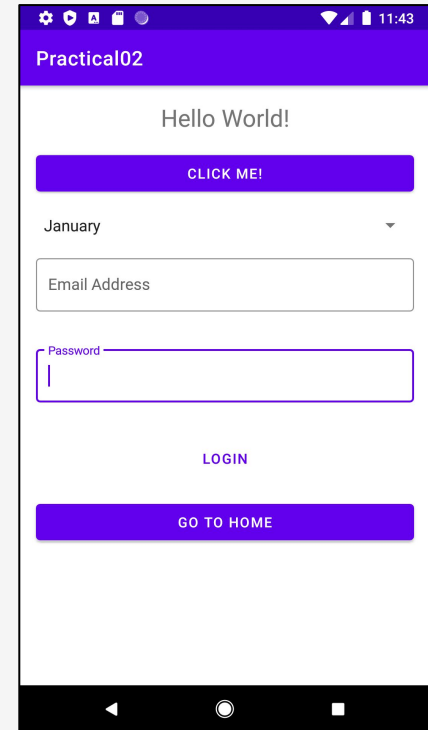 11:43
Practical02
Hello World!
CLICK ME!
January
Email Address
Password
LOGIN
GO TO HOME